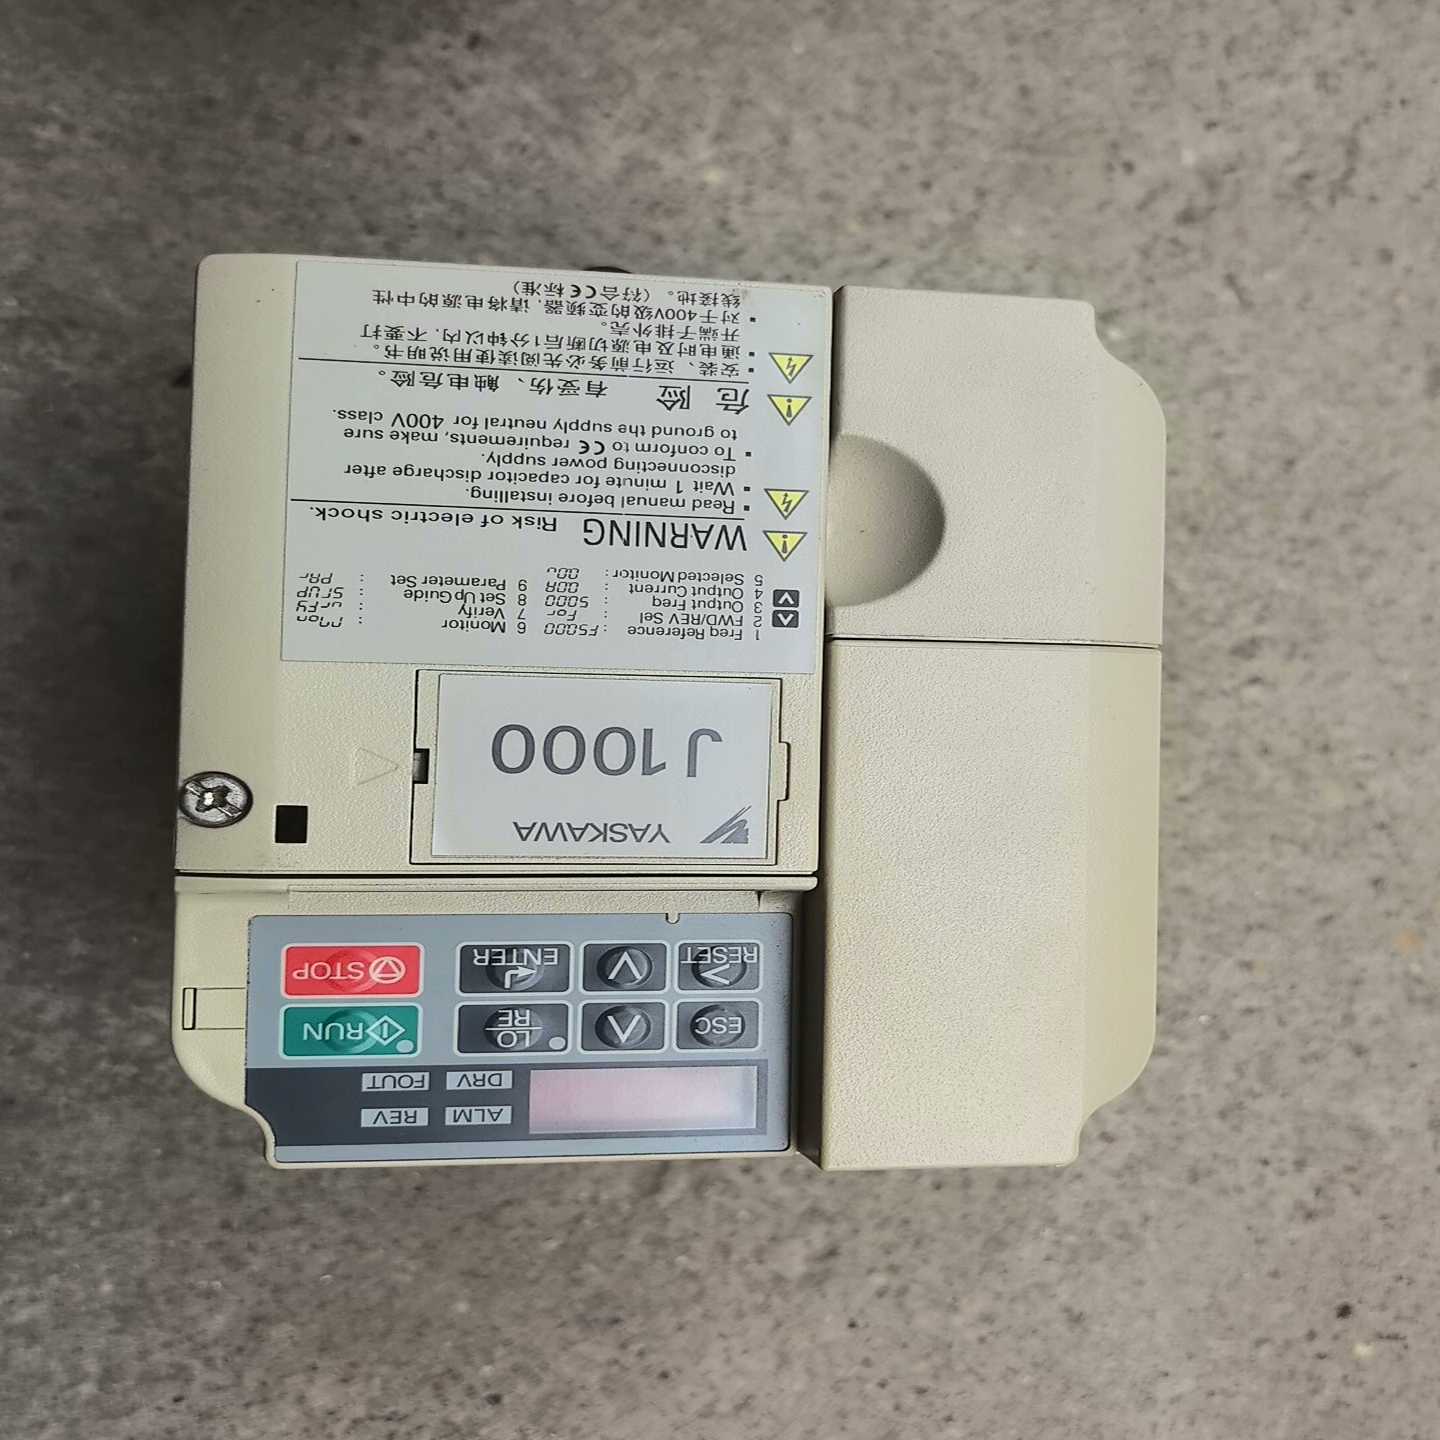 ALM
REV
DRV
FOUT
ESC
LO
RE
RUN
RESET
ENTER
STOP
YASKAWA
J1000
1 Freq Reference : F50.00 6 Monitor : Mon
2 FWD/REV Sel : For 7 Verify : vrFy
3 Output Freq : 50.00 8 Set Up Guide : STUP
4 Output Current : 0.0A 9 Parameter Set : PAr
5 Selected Monitor :
WARNING Risk of electric shock.
▪ Read manual before installing.
▪ Wait 1 minute for capacitor discharge after
disconnecting power supply.
▪ To conform to CE requirements, make sure
to ground the supply neutral for 400V class.
危 险 有受伤、触电危险。
▪ 安装、运行前务必先阅读使用说明书。
▪ 通电时及电源切断后1分钟以内,不要打
开端子排外壳。
▪ 对于400V级的变频器,请将电源的中性
线接地。(符合CE标准)